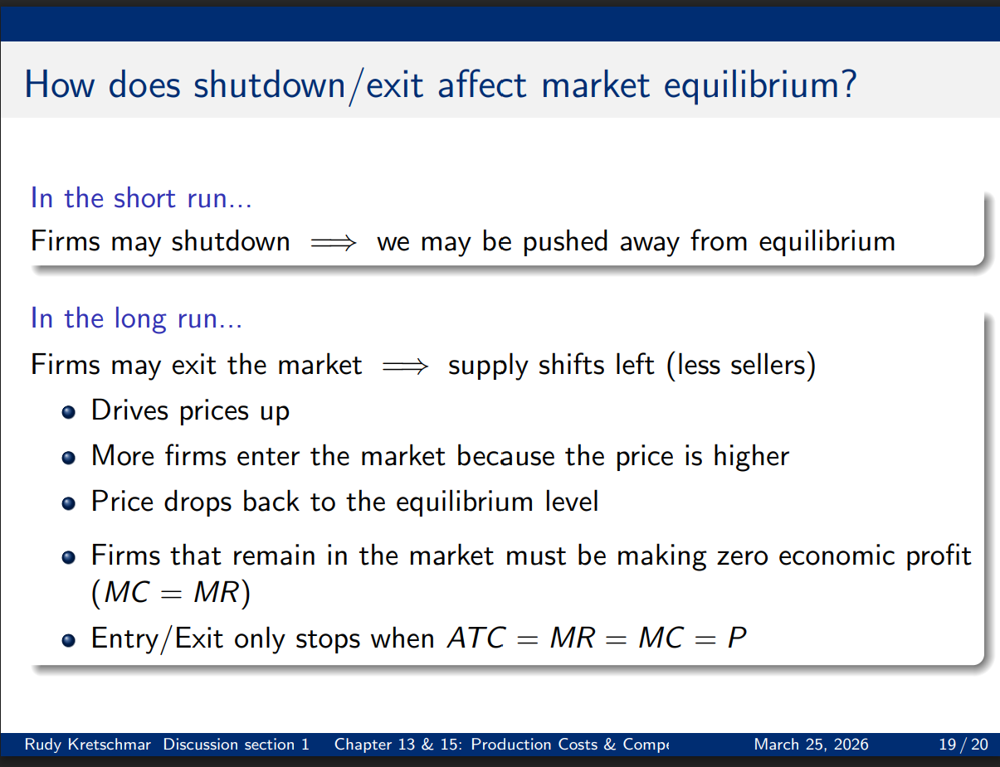 How does shutdown/exit affect market equilibrium?
In the short run...
Firms may shutdown ⟹ we may be pushed away from equilibrium
In the long run...
Firms may exit the market ⟹ supply shifts left (less sellers)
Drives prices up
More firms enter the market because the price is higher
Price drops back to the equilibrium level
Firms that remain in the market must be making zero economic profit
(MC = MR)
Entry/Exit only stops when ATC = MR = MC = P
Rudy Kretschmar Discussion section 1 Chapter 13 & 15: Production Costs & Compe March 25, 2026 19 / 20